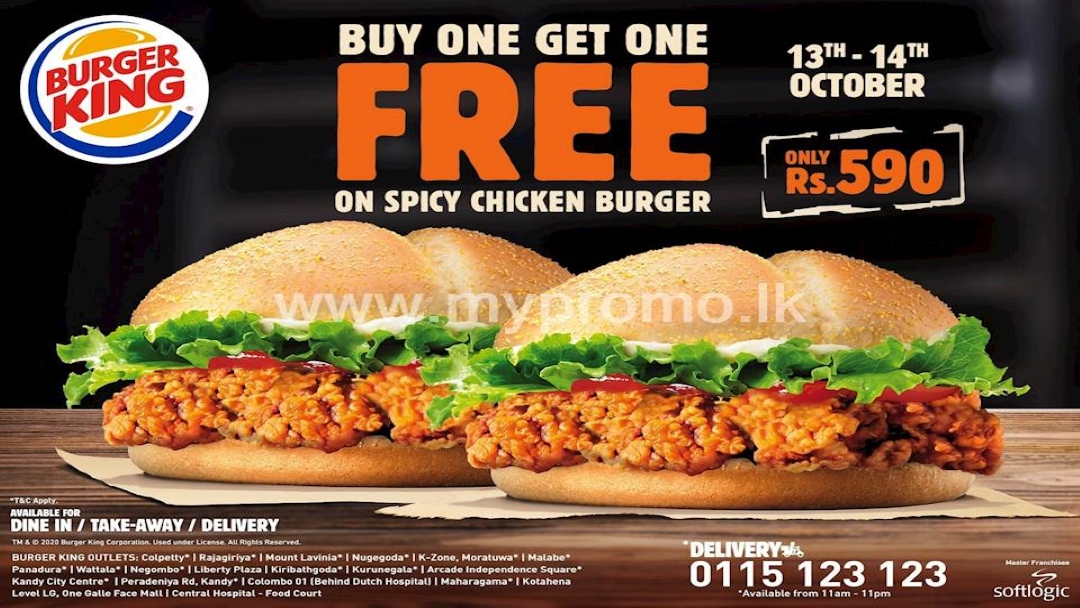 BURGER
KING
®
BUY ONE GET ONE
FREE
ON SPICY CHICKEN BURGER
13TH - 14TH
OCTOBER
ONLY
Rs.590
www.mypromo.lk
*T&C Apply.
AVAILABLE FOR
DINE IN / TAKE-AWAY / DELIVERY
TM & © 2020 Burger King Corporation. Used under License. All Rights Reserved.
BURGER KING OUTLETS: Colpetty* | Rajagiriya* | Mount Lavinia* | Nugegoda* | K-Zone, Moratuwa* | Malabe*
Panadura* | Wattala* | Negombo* | Liberty Plaza | Kiribathgoda* | Kurunegala* | Arcade Independence Square*
Kandy City Centre* | Peradeniya Rd, Kandy* | Colombo 01 (Behind Dutch Hospital) | Maharagama* | Kotahena
Level LG, One Galle Face Mall | Central Hospital - Food Court
*DELIVERY
0115 123 123
*Available from 11am - 11pm
Master Franchisee
softlogic